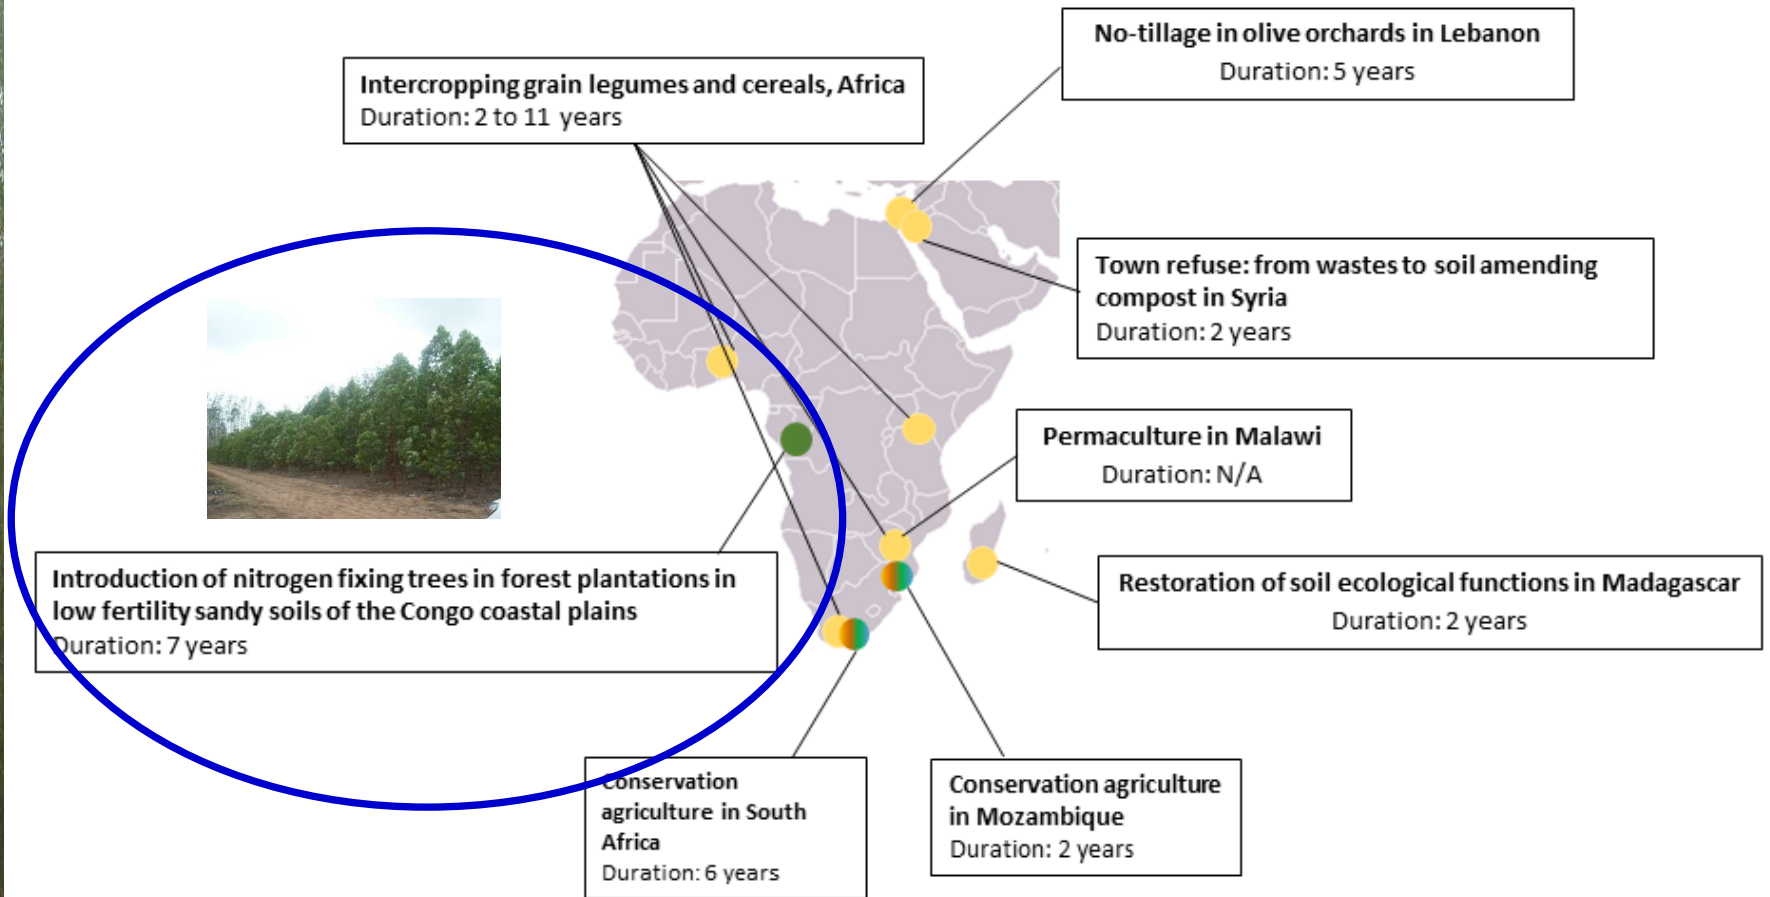 No-tillage in olive orchards in Lebanon
Duration: 5 years
Intercropping grain legumes and cereals, Africa
Duration: 2 to 11 years
Town refuse: from wastes to soil amending
compost in Syria
Duration: 2 years
Permaculture in Malawi
Duration: N/A
Introduction of nitrogen fixing trees in forest plantations in
low fertility sandy soils of the Congo coastal plains
Duration: 7 years
Restoration of soil ecological functions in Madagascar
Duration: 2 years
Conservation
agriculture in South
Africa
Duration: 6 years
Conservation agriculture
in Mozambique
Duration: 2 years